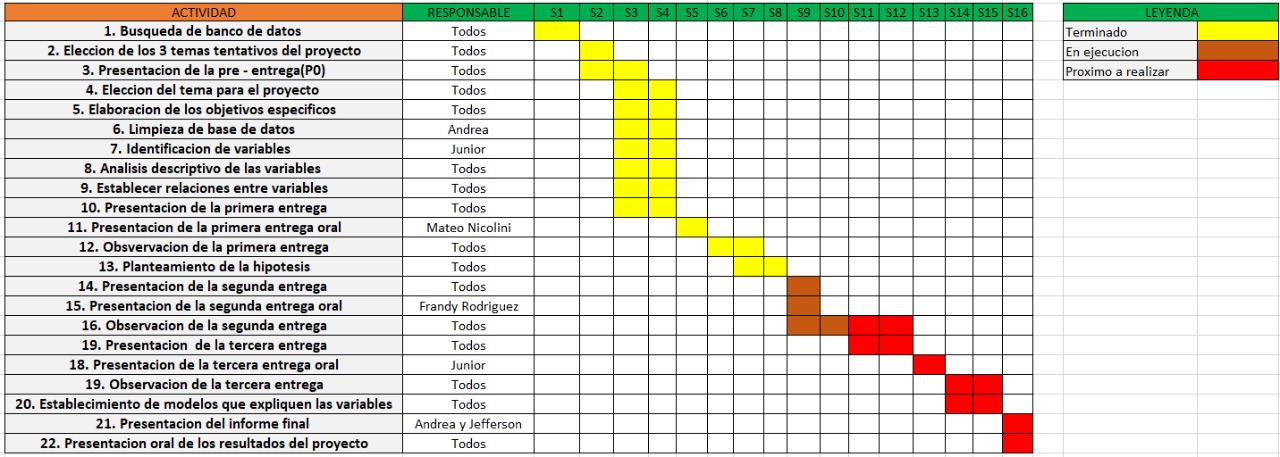 ACTIVIDAD RESPONSABLE S1 S2 S3 S4 S5 S6 S7 S8 S9 S10 S11 S12 S13 S14 S15 S16 LEYENDA
1. Busqueda de banco de datos Todos Terminado
2. Eleccion de los 3 temas tentativos del proyecto Todos En ejecucion
3. Presentacion de la pre - entrega(P0) Todos Proximo a realizar
4. Eleccion del tema para el proyecto Todos
5. Elaboracion de los objetivos especificos Todos
6. Limpieza de base de datos Andrea
7. Identificacion de variables Junior
8. Analisis descriptivo de las variables Todos
9. Establecer relaciones entre variables Todos
10. Presentacion de la primera entrega Todos
11. Presentacion de la primera entrega oral Mateo Nicolini
12. Obsvervacion de la primera entrega Todos
13. Planteamiento de la hipotesis Todos
14. Presentacion de la segunda entrega Todos
15. Presentacion de la segunda entrega oral Frandy Rodriguez
16. Observacion de la segunda entrega Todos
19. Presentacion de la tercera entrega Todos
18. Presentacion de la tercera entrega oral Junior
19. Observacion de la tercera entrega Todos
20. Establecimiento de modelos que expliquen las variables Todos
21. Presentacion del informe final Andrea y Jefferson
22. Presentacion oral de los resultados del proyecto Todos